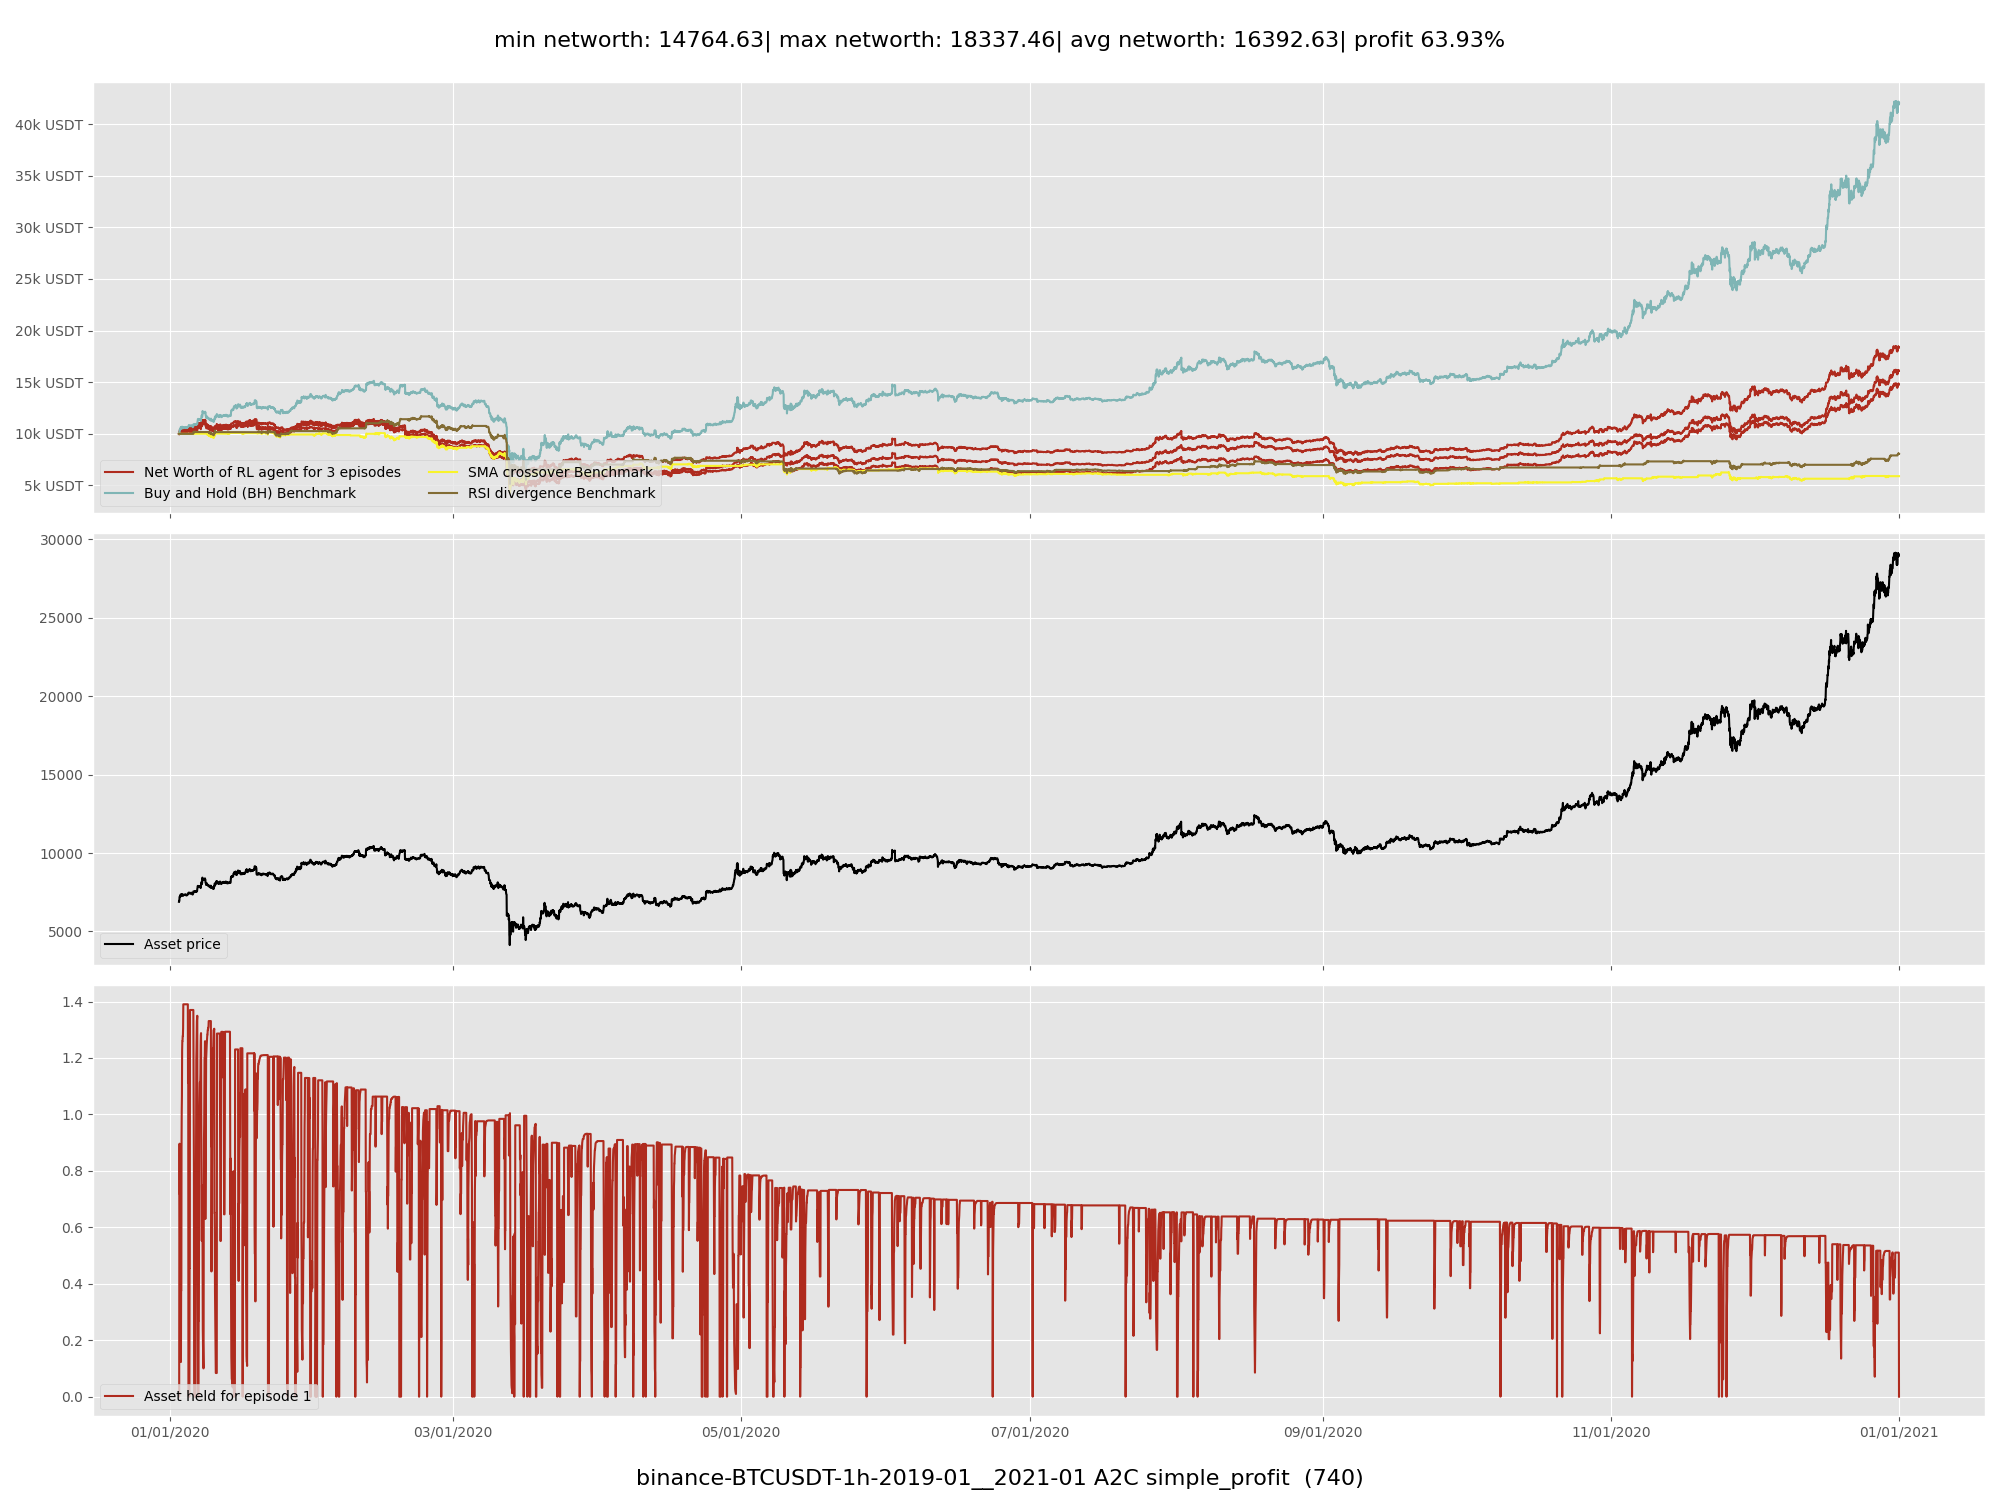 min networth: 14764.63| max networth: 18337.46| avg networth: 16392.63| profit 63.93%
40k USDT
35k USDT
30k USDT
25k USDT
20k USDT
15k USDT
10k USDT
5k USDT
Net Worth of RL agent for 3 episodes
Buy and Hold (BH) Benchmark
SMA crossover Benchmark
RSI divergence Benchmark
30000
25000
20000
15000
10000
5000
Asset price
1.4
1.2
1.0
0.8
0.6
0.4
0.2
0.0
Asset held for episode 1
01/01/2020
03/01/2020
05/01/2020
07/01/2020
09/01/2020
11/01/2020
01/01/2021
binance-BTCUSDT-1h-2019-01__2021-01 A2C simple_profit  (740)